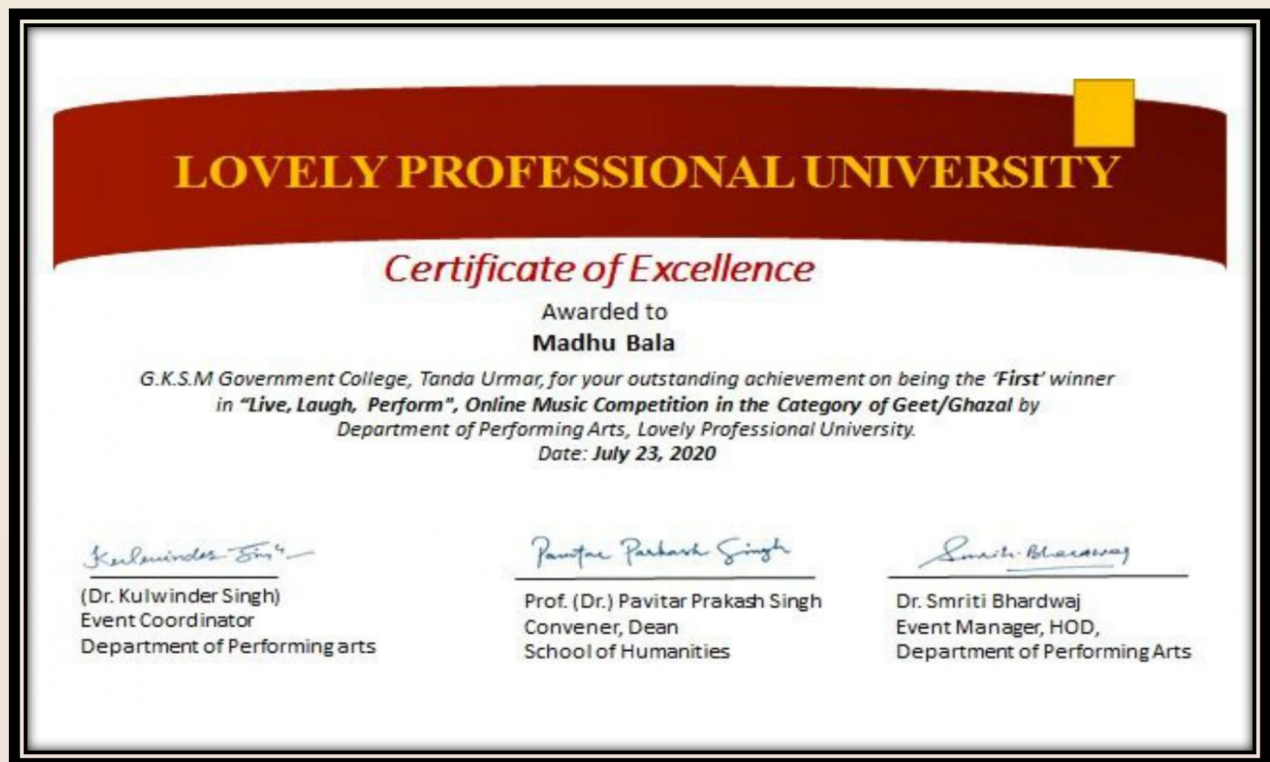 LOVELY PROFESSIONAL UNIVERSITY
Certificate of Excellence
Awarded to
Madhu Bala
G.K.S.M Government College, Tanda Urmar, for your outstanding achievement on being the 'First' winner
in “Live, Laugh, Perform", Online Music Competition in the Category of Geet/Ghazal by
Department of Performing Arts, Lovely Professional University.
Date: July 23, 2020
Kulwinder Singh
(Dr. Kulwinder Singh)
Event Coordinator
Department of Performing arts
Pavitar Parkash Singh
Prof. (Dr.) Pavitar Prakash Singh
Convener, Dean
School of Humanities
Smriti Bhardwaj
Dr. Smriti Bhardwaj
Event Manager, HOD,
Department of Performing Arts